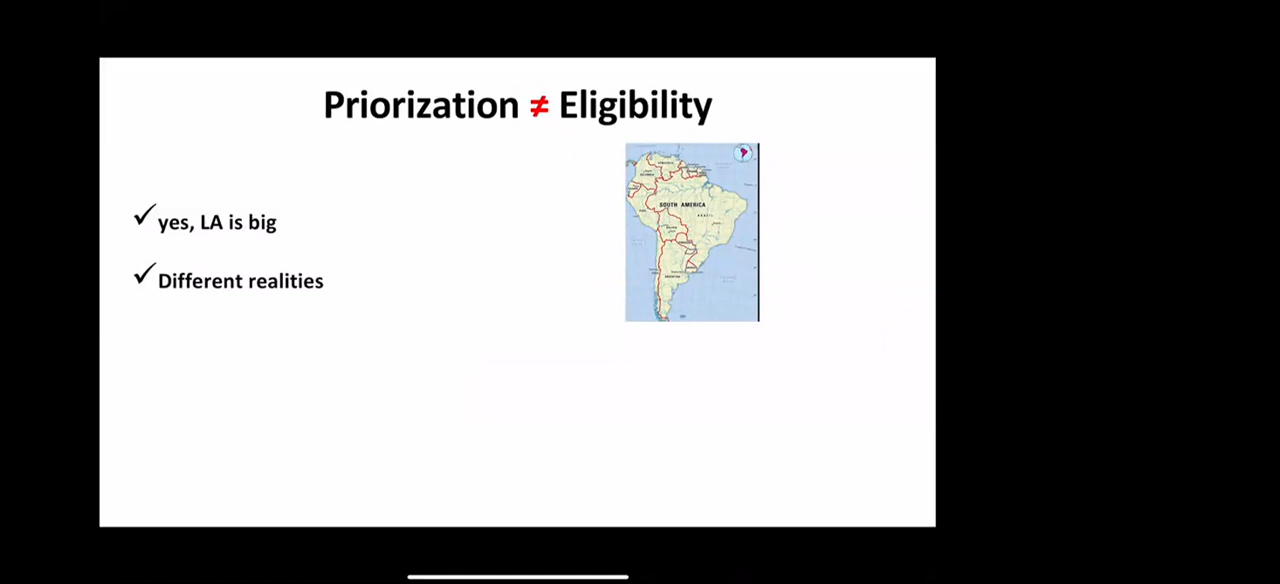 Priorization ≠ Eligibility
✓ yes, LA is big
✓ Different realities
SOUTH AMERICA